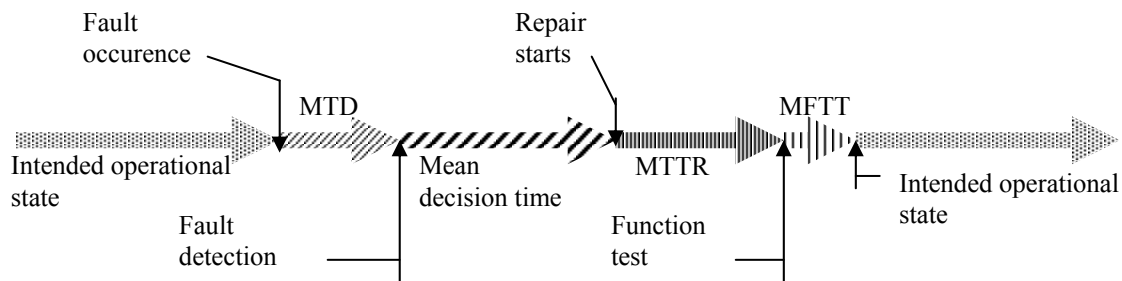 Fault
occurence
Repair
starts
MTD
MFTT
Intended operational
state
Mean
decision time
MTTR
Intended operational
state
Fault
detection
Function
test